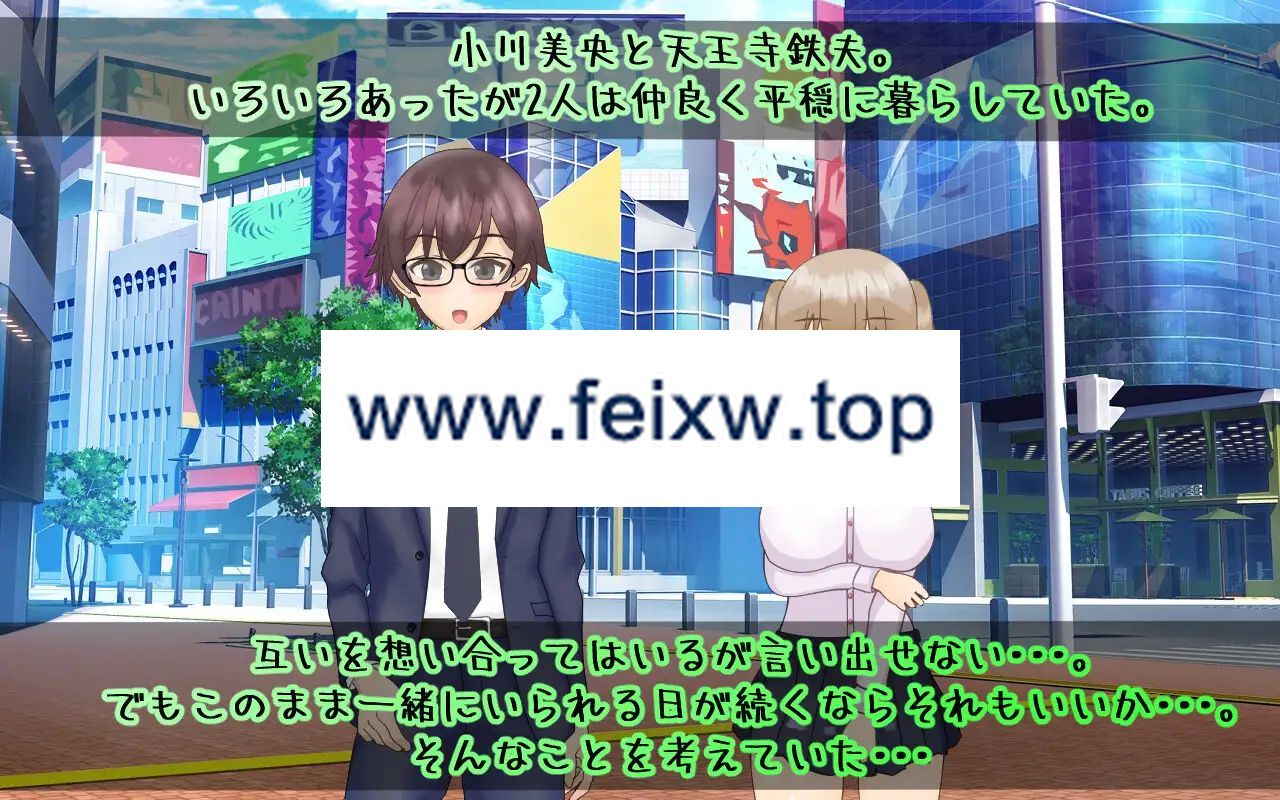 小川美央と天王寺鉄夫。
いろいろあったが2人は仲良く平穏に暮らしていた。
CAINTA
www.feixw.top
TABUS COFFEE
互いを想い合ってはいるが言い出せない･･･。
でもこのまま一緒にいられる日が続くならそれもいいか･･･。
そんなことを考えていた･･･